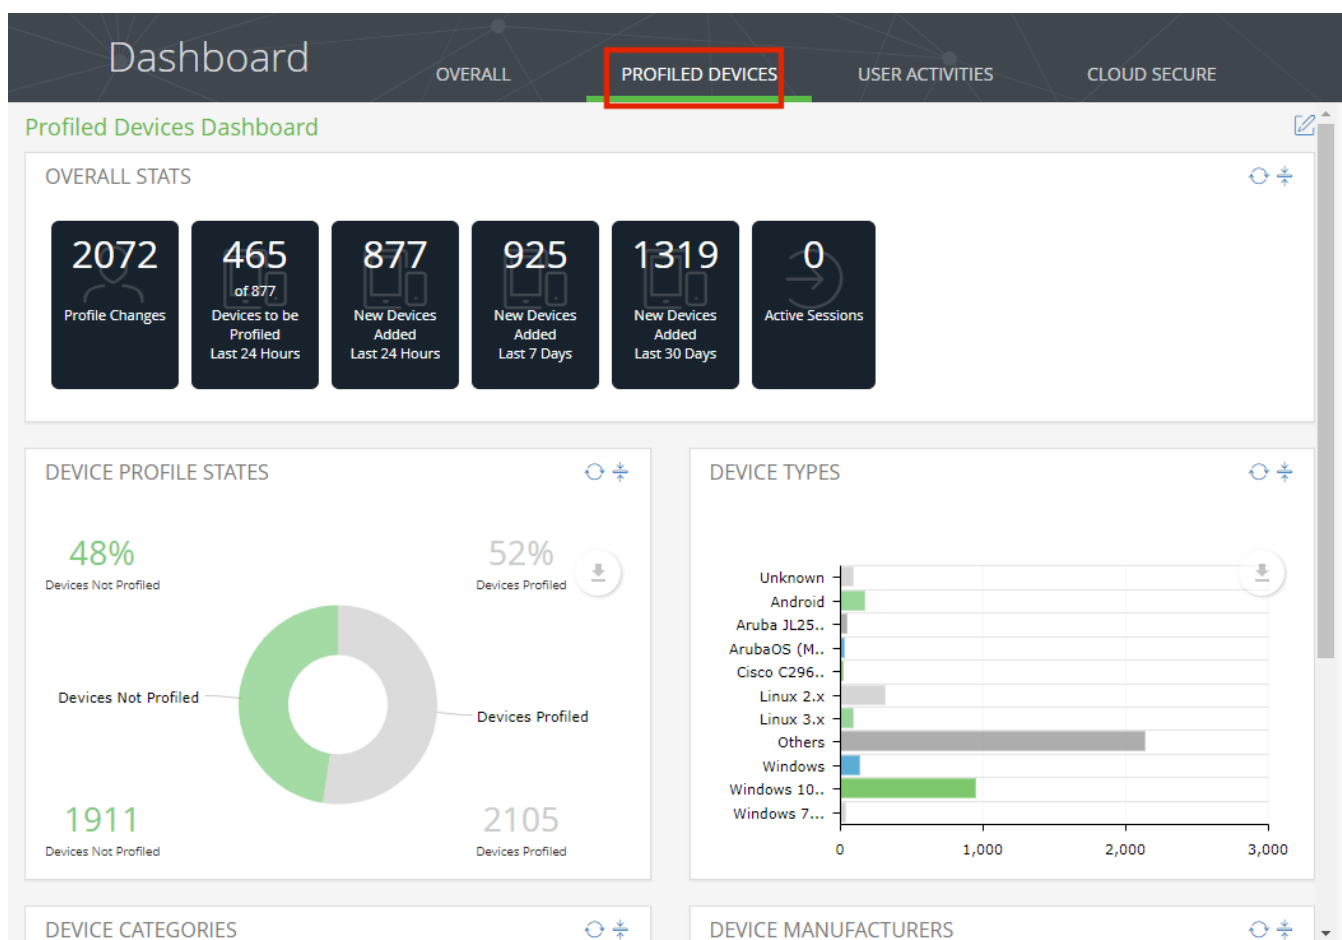 Dashboard
OVERALL
PROFILED DEVICES
USER ACTIVITIES
CLOUD SECURE
Profiled Devices Dashboard
OVERALL STATS
2072
Profile Changes
465
of 877
Devices to be
Profiled
Last 24 Hours
877
New Devices
Added
Last 24 Hours
925
New Devices
Added
Last 7 Days
1319
New Devices
Added
Last 30 Days
0
Active Sessions
DEVICE PROFILE STATES
48%
Devices Not Profiled
52%
Devices Profiled
Devices Not Profiled
Devices Profiled
1911
Devices Not Profiled
2105
Devices Profiled
DEVICE TYPES
Unknown
Android
Aruba JL25..
ArubaOS (M..
Cisco C296..
Linux 2.x
Linux 3.x
Others
Windows
Windows 10..
Windows 7...
0 1,000 2,000 3,000
DEVICE CATEGORIES
DEVICE MANUFACTURERS